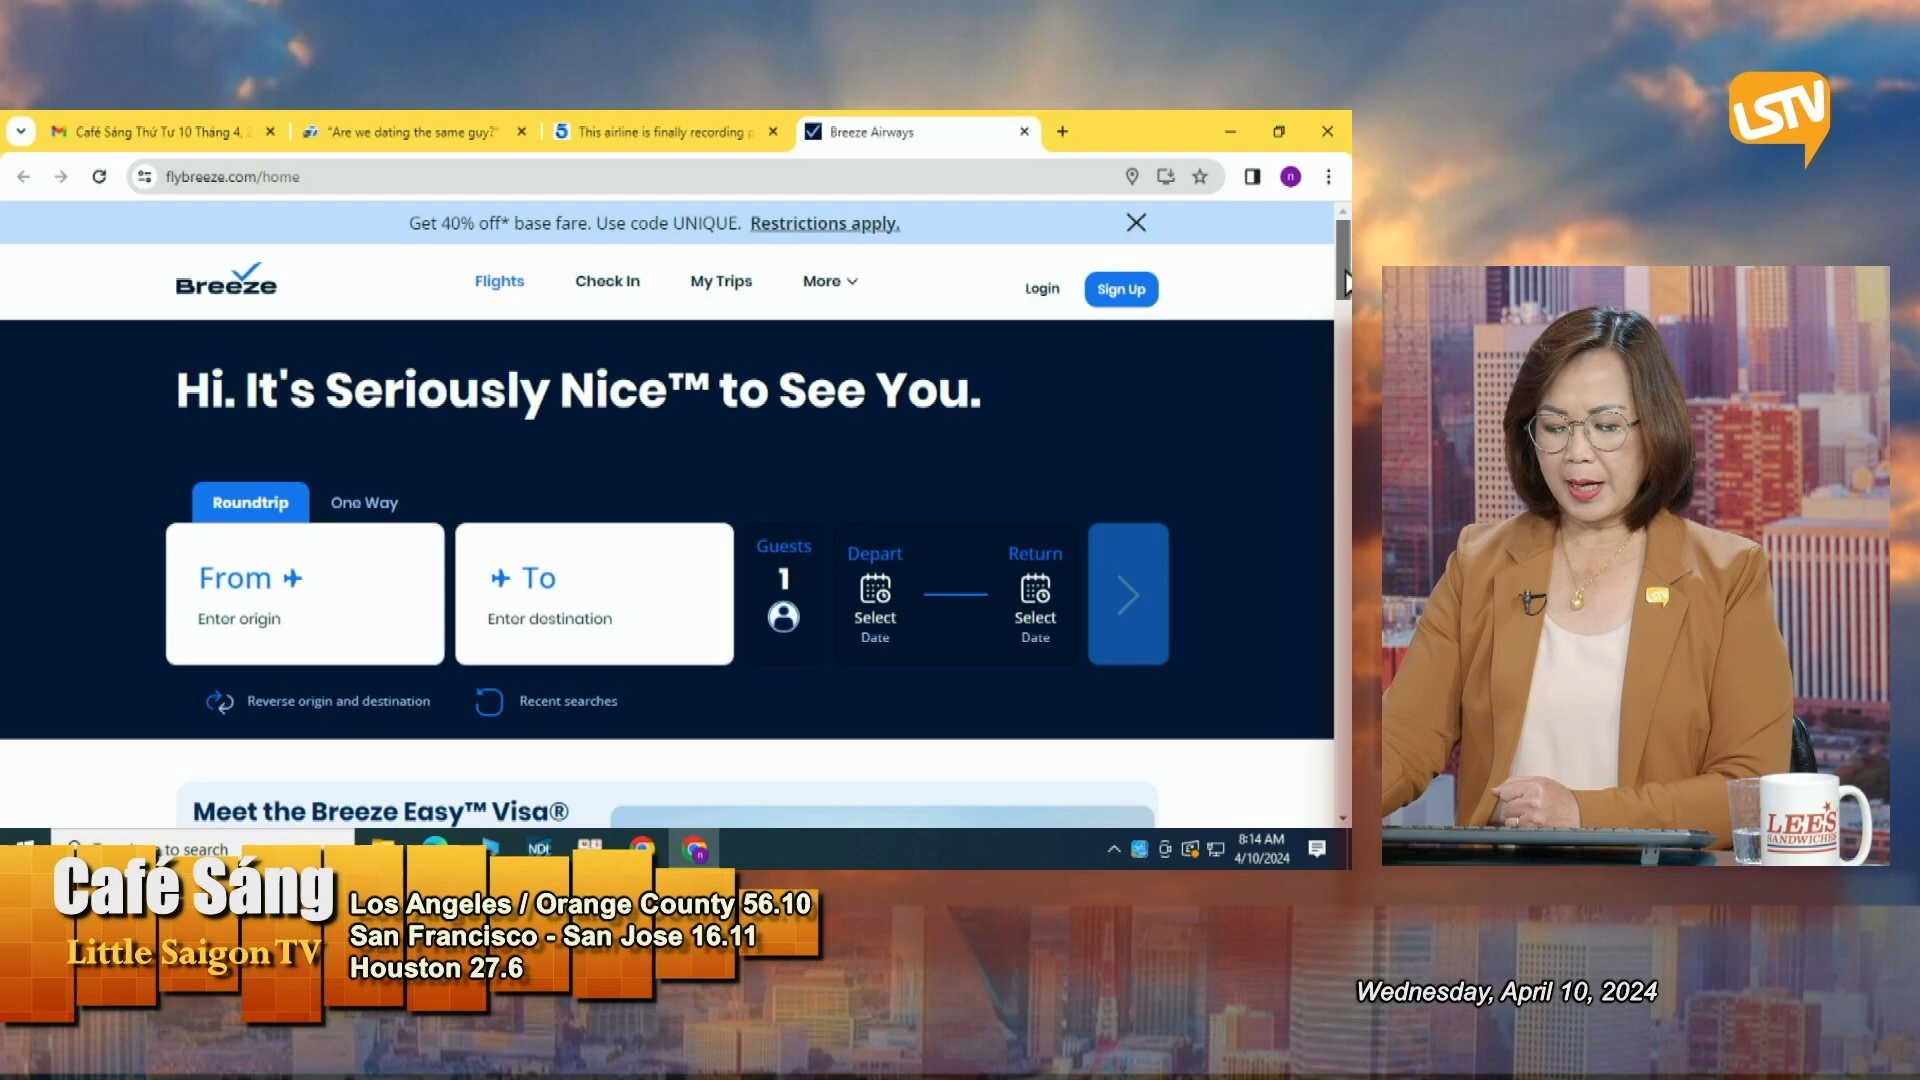 LSTV
Café Sáng Thứ Tư 10 Tháng 4, 2
"Are we dating the same guy?"
This airline is finally recording p
Breeze Airways
flybreeze.com/home
n
Get 40% off* base fare. Use code UNIQUE. Restrictions apply.
Breeze
Flights
Check In
My Trips
More
Login
Sign Up
Hi. It's Seriously Nice™ to See You.
Roundtrip
One Way
From
Enter origin
To
Enter destination
Guests
1
Depart
Select
Date
Return
Select
Date
Reverse origin and destination
Recent searches
Meet the Breeze Easy™ Visa®
to search
NDI
8:14 AM
4/10/2024
LSTV
LEE'S
SANDWICHES
Café Sáng
Little Saigon TV
Los Angeles / Orange County 56.10
San Francisco - San Jose 16.11
Houston 27.6
Wednesday, April 10, 2024